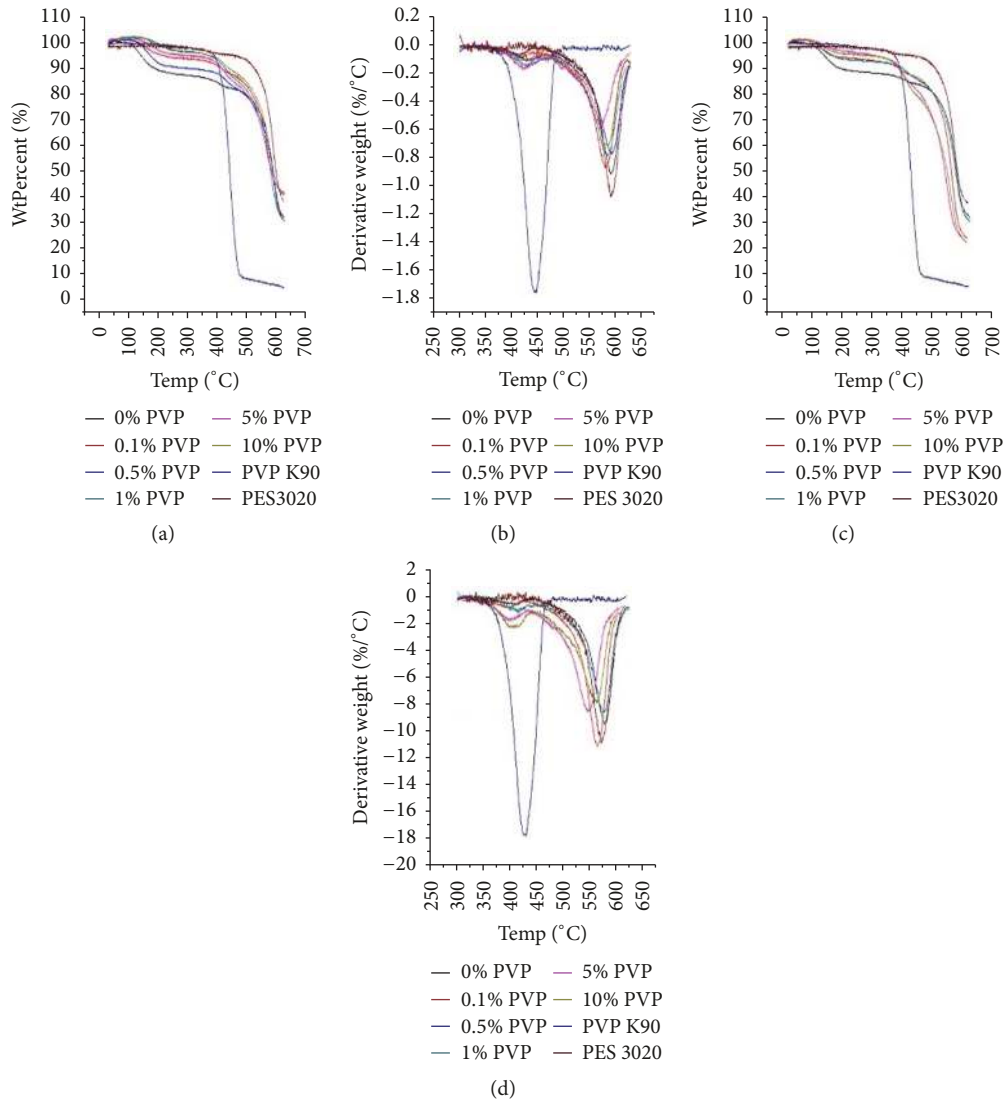 110
100
90
80
70
60
50
40
30
20
10
0
WtPercent (%)
0
100
200
300
400
500
600
700
Temp (°C)
0% PVP 5% PVP
0.1% PVP 10% PVP
0.5% PVP PVP K90
1% PVP PES3020
(a)
0.2
0.0
−0.2
−0.4
−0.6
−0.8
−1.0
−1.2
−1.4
−1.6
−1.8
Derivative weight (%/°C)
250
300
350
400
450
500
550
600
650
Temp (°C)
0% PVP 5% PVP
0.1% PVP 10% PVP
0.5% PVP PVP K90
1% PVP PES 3020
(b)
110
100
90
80
70
60
50
40
30
20
10
0
WtPercent (%)
0
100
200
300
400
500
600
700
Temp (°C)
0% PVP 5% PVP
0.1% PVP 10% PVP
0.5% PVP PVP K90
1% PVP PES3020
(c)
2
0
−2
−4
−6
−8
−10
−12
−14
−16
−18
−20
Derivative weight (%/°C)
250
300
350
400
450
500
550
600
650
Temp (°C)
0% PVP 5% PVP
0.1% PVP 10% PVP
0.5% PVP PVP K90
1% PVP PES 3020
(d)